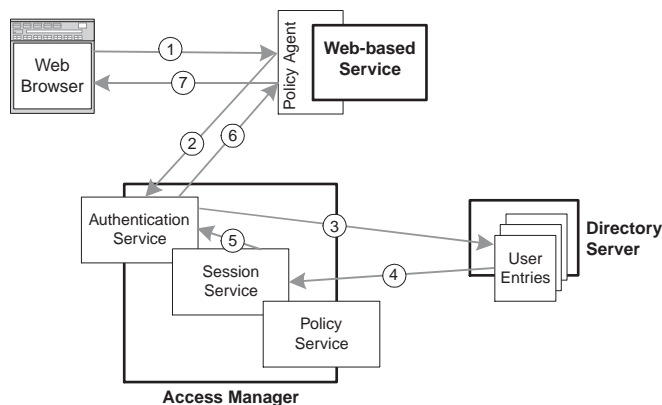 Web
Browser
1
7
Policy Agent
Web-based
Service
2
6
Authentication
Service
3
5
Session
Service
4
Policy
Service
User
Entries
Directory
Server
Access Manager